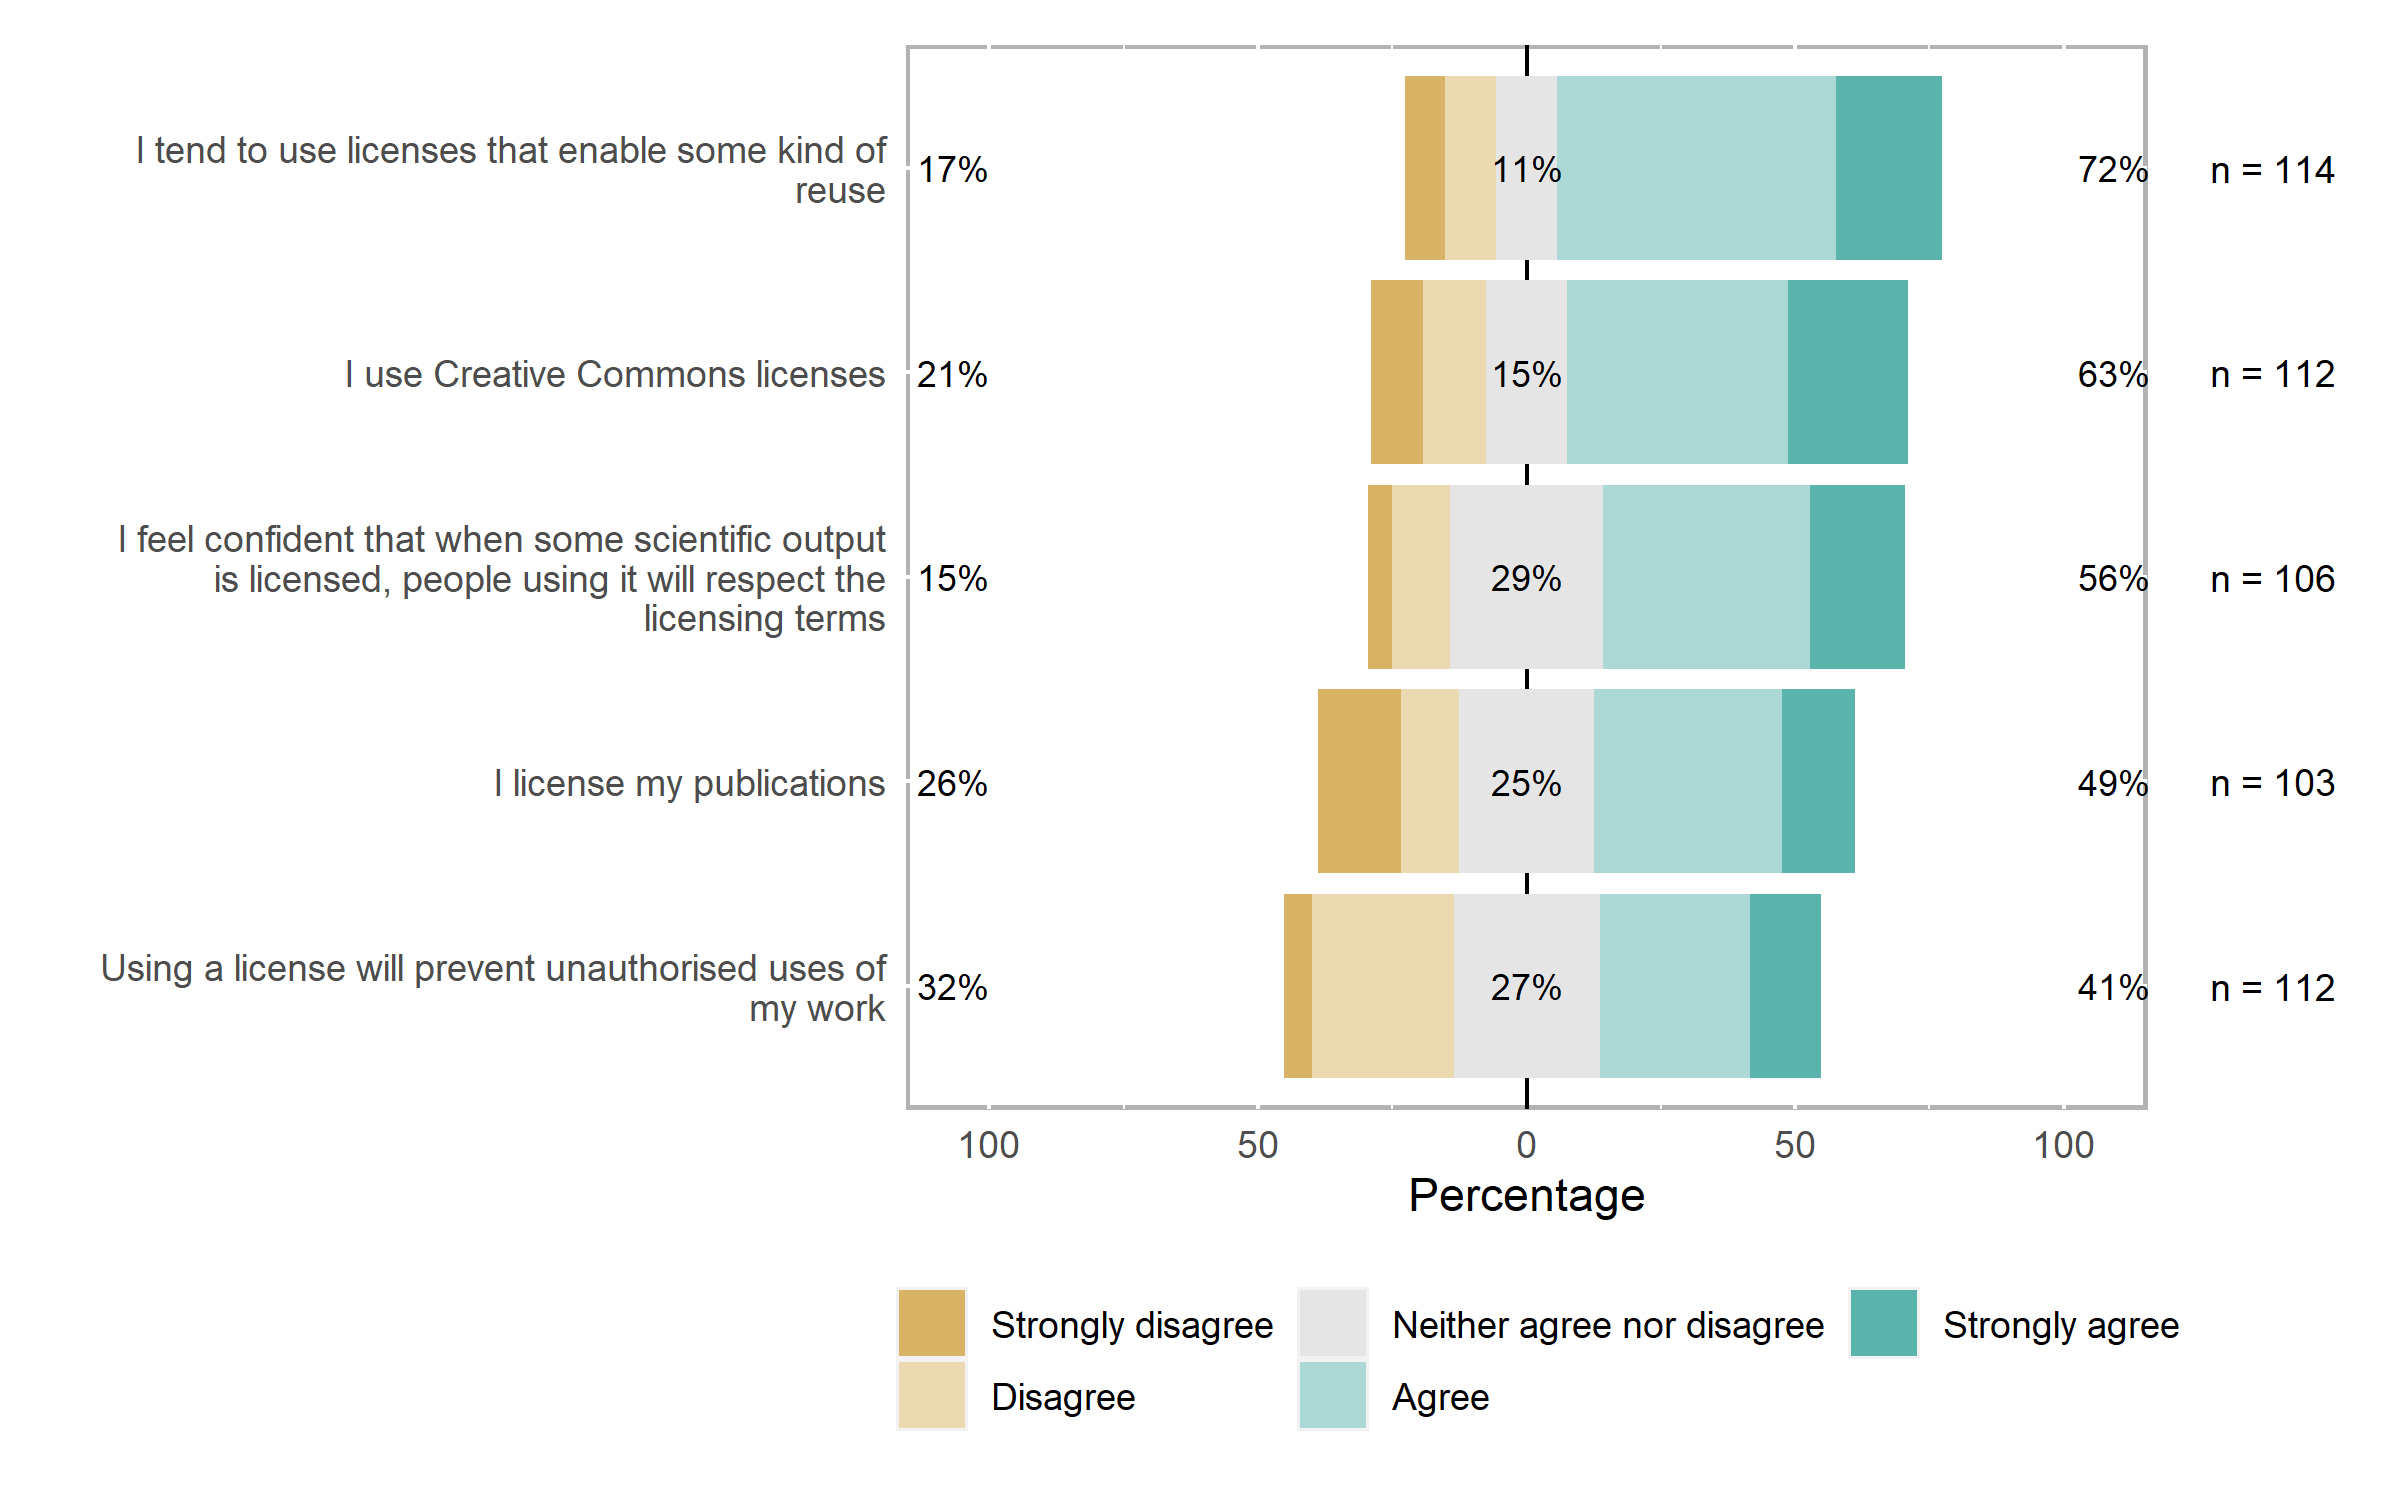 I tend to use licenses that enable some kind of
reuse
17%
11%
72%
n = 114
I use Creative Commons licenses
21%
15%
63%
n = 112
I feel confident that when some scientific output
is licensed, people using it will respect the
licensing terms
15%
29%
56%
n = 106
I license my publications
26%
25%
49%
n = 103
Using a license will prevent unauthorised uses of
my work
32%
27%
41%
n = 112
100 50 0 50 100
Percentage
Strongly disagree
Neither agree nor disagree
Strongly agree
Disagree
Agree